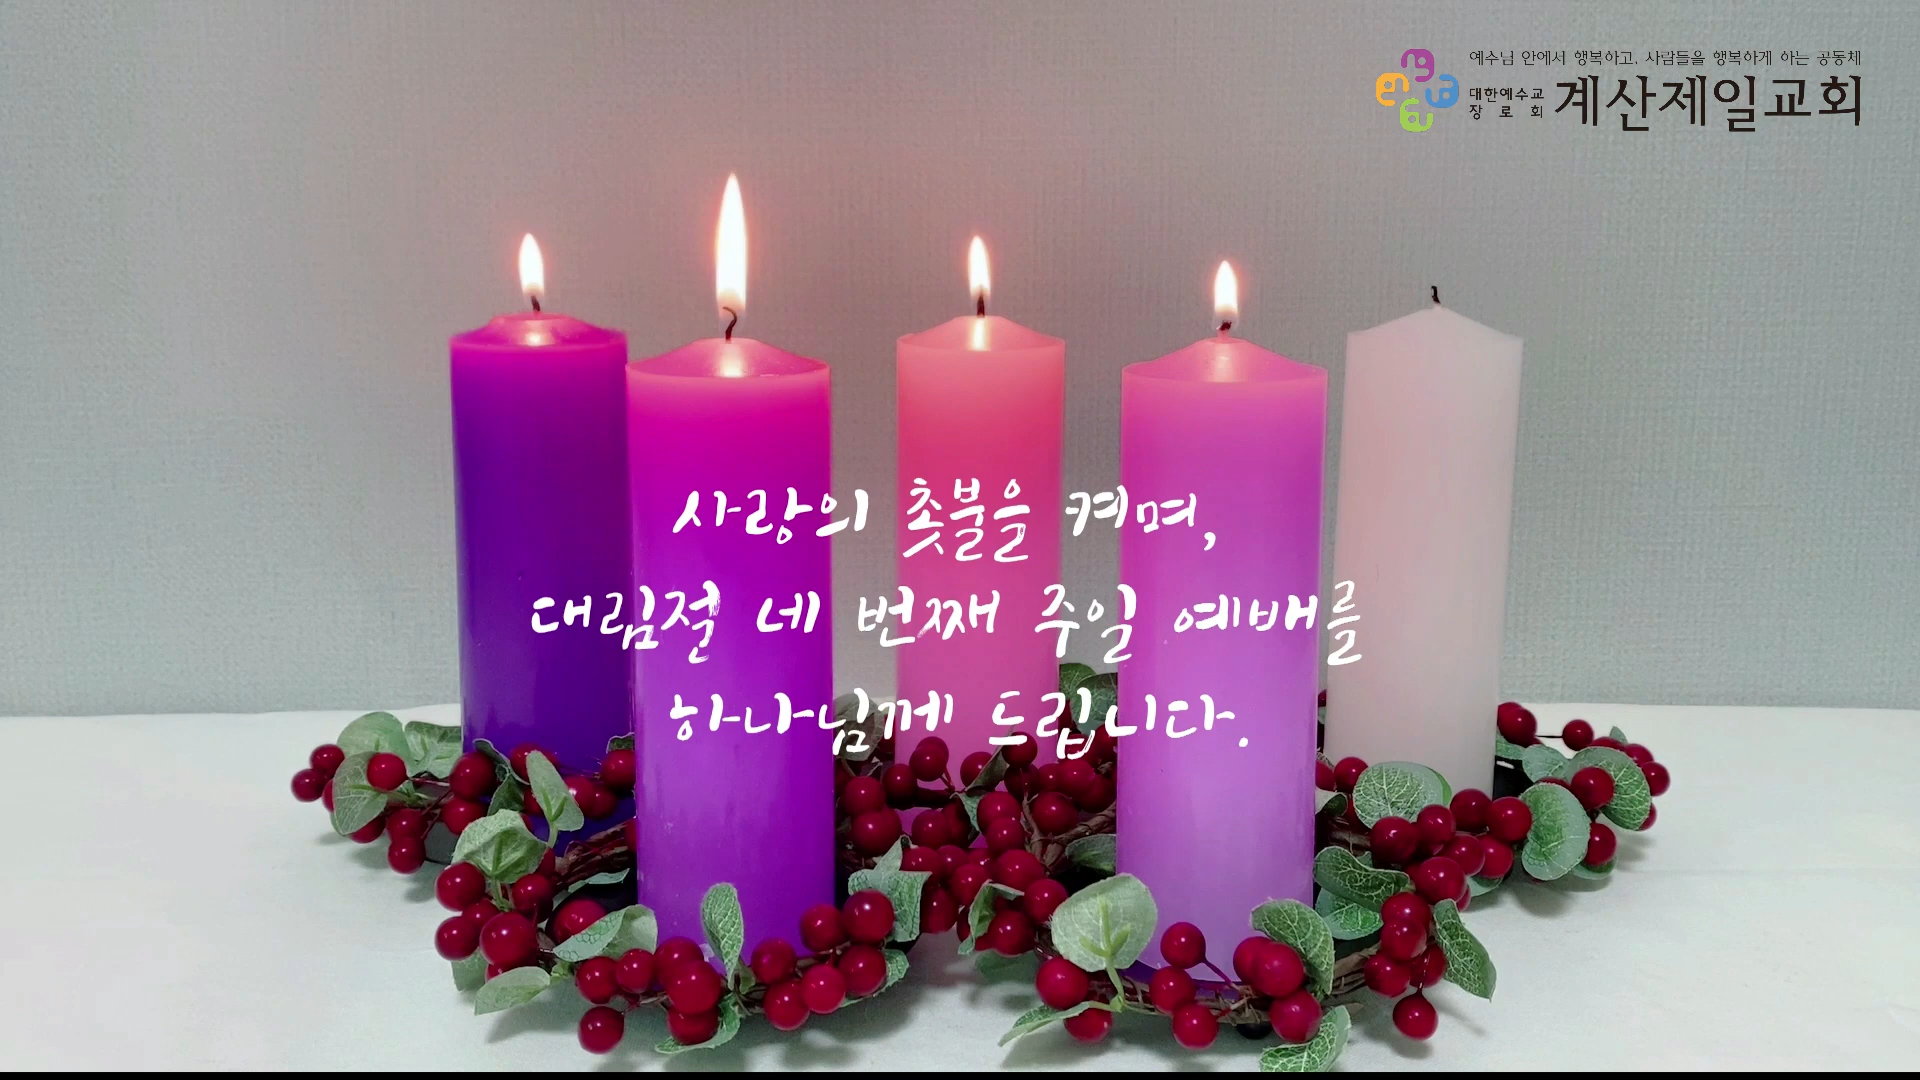 예수님 안에서 행복하고, 사람들을 행복하게 하는 공동체
대한예수교
장로회
계산제일교회
사랑의 촛불을 켜며,
대림절 네 번째 주일 예배를
하나님께 드립니다.